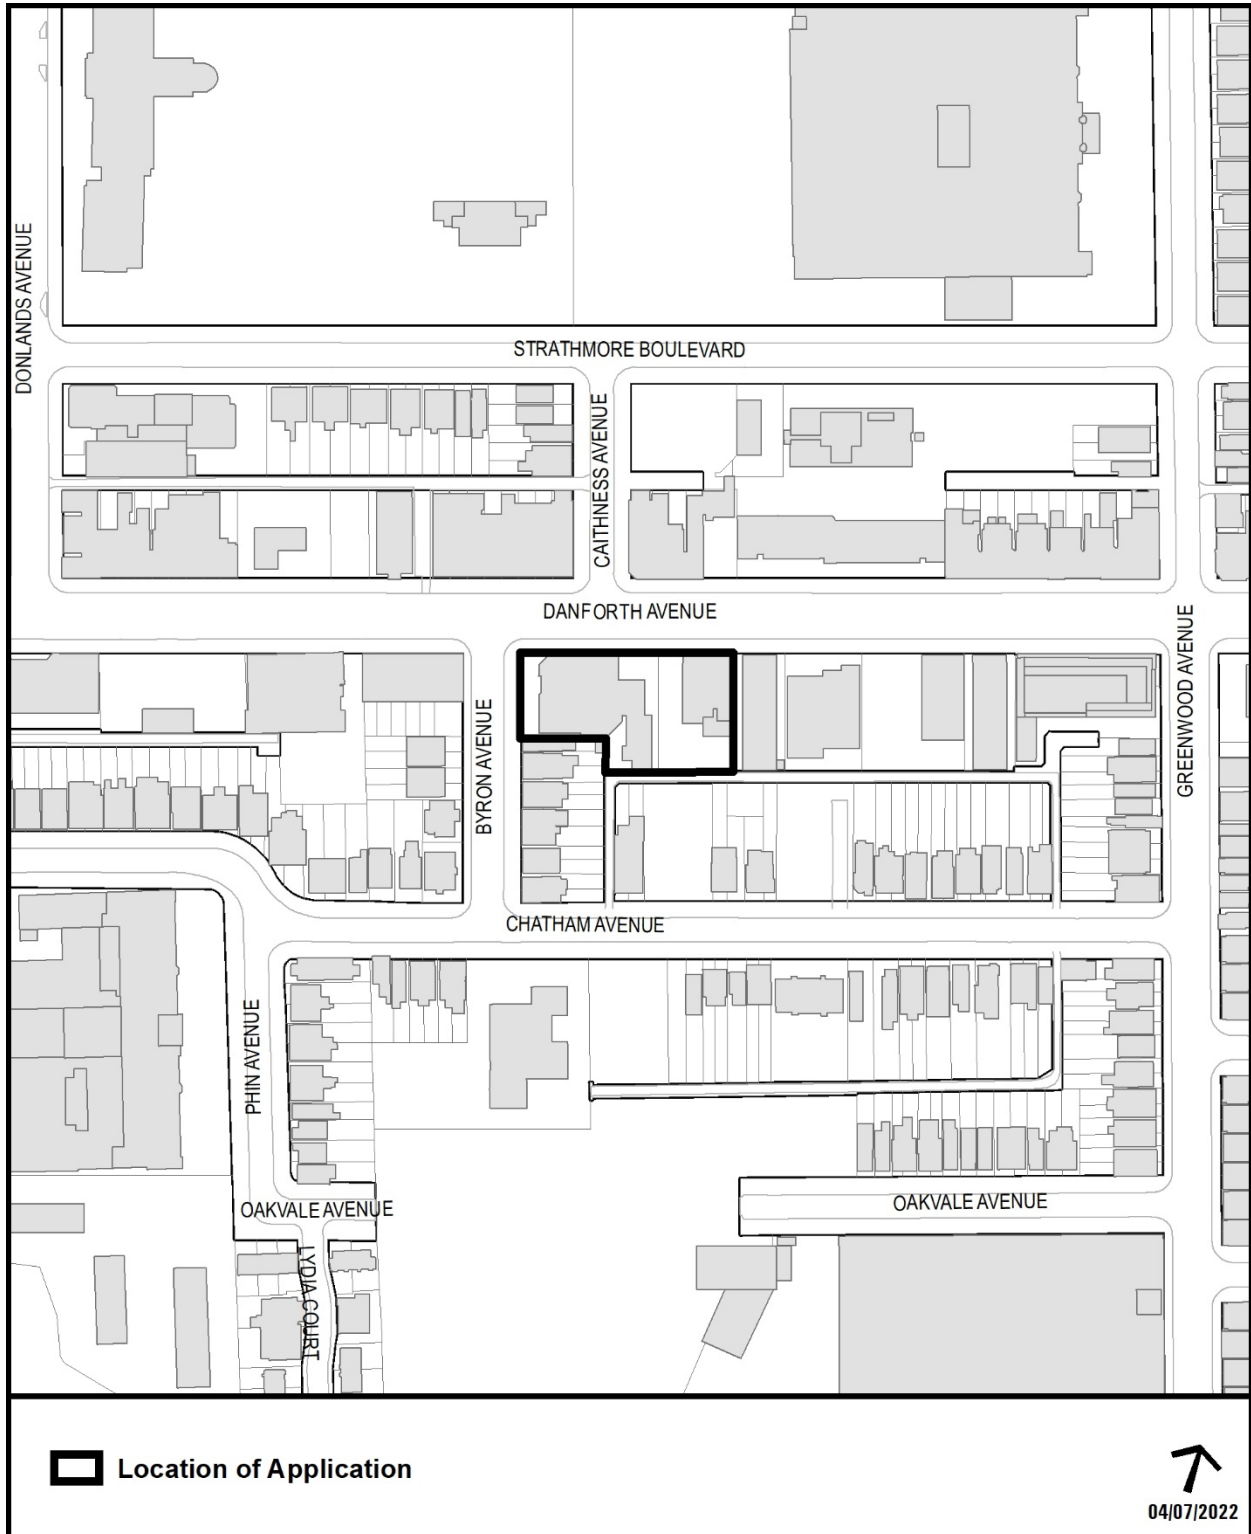 DONLANDS AVENUE
STRATHMORE BOULEVARD
CAITHNESS AVENUE
DANFORTH AVENUE
GREENWOOD AVENUE
BYRON AVENUE
CHATHAM AVENUE
PHIN AVENUE
OAKVALE AVENUE
OAKVALE AVENUE
LYDIA COURT
Location of Application
04/07/2022